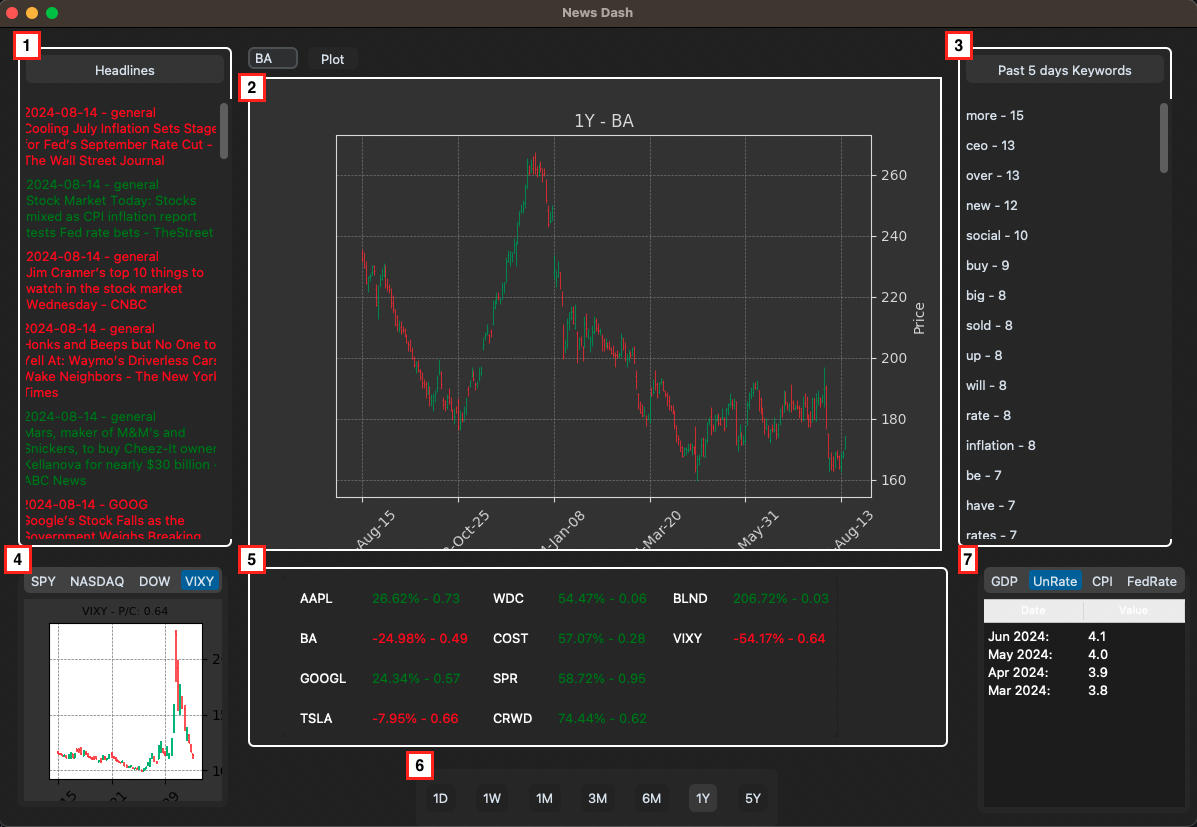 News Dash
1
Headlines
2024-08-14 - general
Cooling July Inflation Sets Stage
for Fed's September Rate Cut -
The Wall Street Journal
2024-08-14 - general
Stock Market Today: Stocks
mixed as CPI inflation report
tests Fed rate bets - TheStreet
2024-08-14 - general
Jim Cramer's top 10 things to
watch in the stock market
Wednesday - CNBC
2024-08-14 - general
Honks and Beeps but No One to
Yell At: Waymo's Driverless Cars
Wake Neighbors - The New York
Times
2024-08-14 - general
Mars, maker of M&M's and
Snickers, to buy Cheez-It owner
Kellanova for nearly $30 billion -
ABC News
2024-08-14 - GOOG
Google's Stock Falls as the
Government Weighs Breaking
BA
Plot
2
1Y - BA
260
240
220
200
180
160
Price
-Aug-15
-Oct-25
-Jan-08
-Mar-20
-May-31
-Aug-13
3
Past 5 days Keywords
more - 15
ceo - 13
over - 13
new - 12
social - 10
buy - 9
big - 8
sold - 8
up - 8
will - 8
rate - 8
inflation - 8
be - 7
have - 7
rates - 7
4
SPY NASDAQ DOW VIXY
VIXY - P/C: 0.64
5
AAPL 26.62% - 0.73 WDC 54.47% - 0.06 BLND 206.72% - 0.03
BA -24.98% - 0.49 COST 57.07% - 0.28 VIXY -54.17% - 0.64
GOOGL 24.34% - 0.57 SPR 58.72% - 0.95
TSLA -7.95% - 0.66 CRWD 74.44% - 0.62
6
1D 1W 1M 3M 6M 1Y 5Y
7
GDP UnRate CPI FedRate
Date Value
Jun 2024: 4.1
May 2024: 4.0
Apr 2024: 3.9
Mar 2024: 3.8